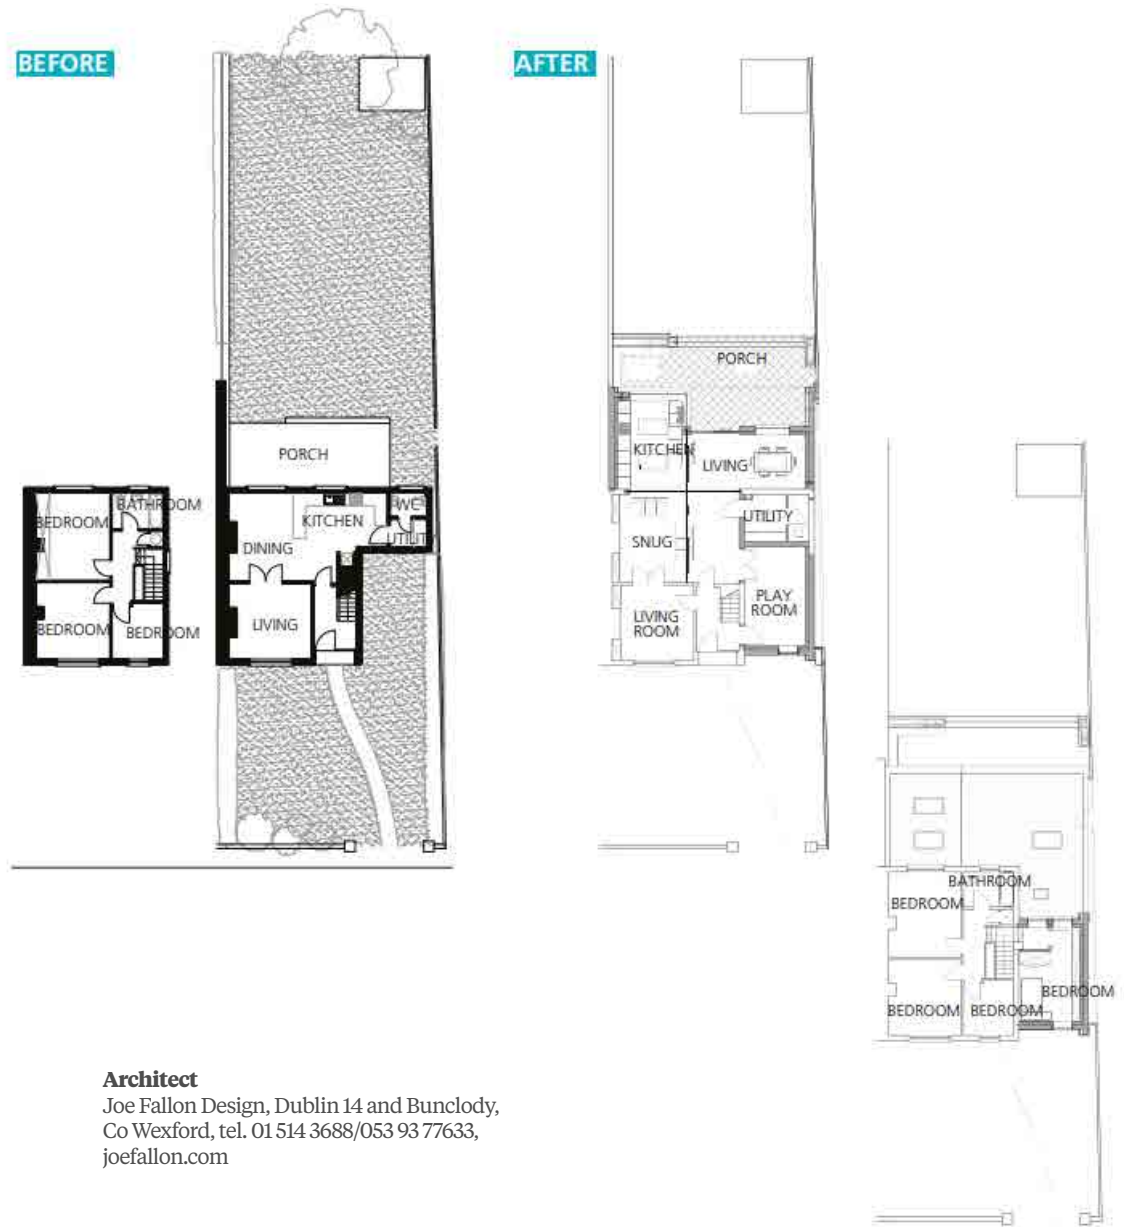 BEFORE
AFTER
PORCH
BATHROOM
BEDROOM
WC
KITCHEN
UTILIT
DINING
LIVING
BEDROOM
BEDROOM
PORCH
KITCHEN
LIVING
UTILITY
SNUG
PLAY
ROOM
LIVING
ROOM
BATHROOM
BEDROOM
BEDROOM
BEDROOM
BEDROOM
Architect
Joe Fallon Design, Dublin 14 and Bunclody,
Co Wexford, tel. 01 514 3688/053 93 77633,
joefallon.com